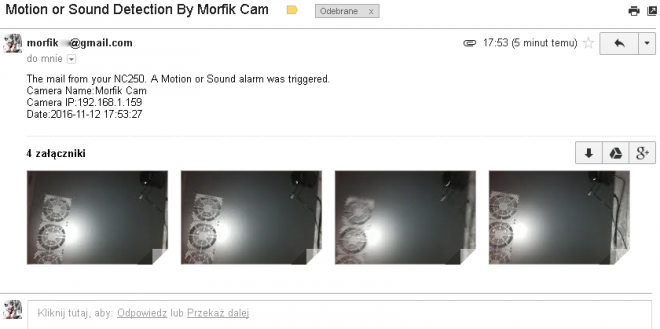 Motion or Sound Detection By Morfik Cam
Odebrane x
morfik @gmail.com
17:53 (5 minut temu)
do mnie
The mail from your NC250. A Motion or Sound alarm was triggered.
Camera Name:Morfik Cam
Camera IP:192.168.1.159
Date:2016-11-12 17:53:27
4 załączniki
8+
Kliknij tutaj, aby: Odpowiedz lub Przekaż dalej